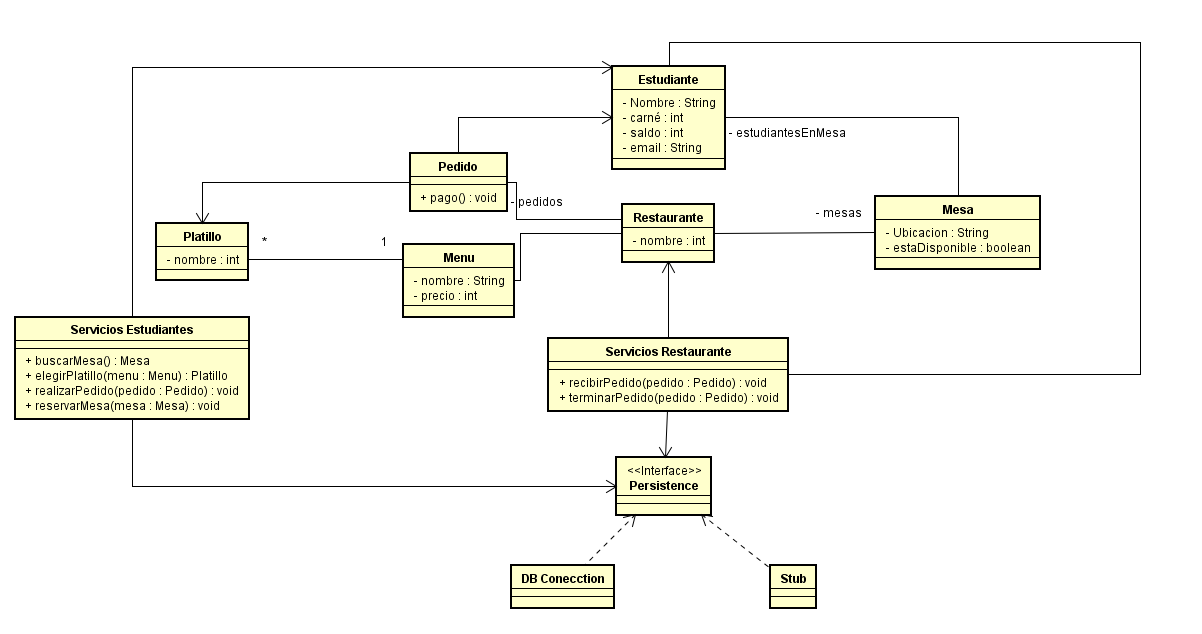 Estudiante
- Nombre : String
- carné : int
- saldo : int
- email : String
- estudiantesEnMesa
Pedido
+ pago() : void
- pedidos
Restaurante
- nombre : int
- mesas
Mesa
- Ubicacion : String
- estaDisponible : boolean
Platillo
- nombre : int
*
1
Menu
- nombre : String
- precio : int
Servicios Estudiantes
+ buscarMesa() : Mesa
+ elegirPlatillo(menu : Menu) : Platillo
+ realizarPedido(pedido : Pedido) : void
+ reservarMesa(mesa : Mesa) : void
Servicios Restaurante
+ recibirPedido(pedido : Pedido) : void
+ terminarPedido(pedido : Pedido) : void
<<Interface>>
Persistence
DB Conecction
Stub